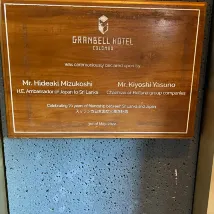 GRANBELL HOTEL
COLOMBO
was ceremoniously declared open by
Mr. Hideaki Mizukoshi
H.E. Ambassador of Japan to Sri Lanka
Mr. Kiyoshi Yasuno
Chairman of Belluna group companies
Celebrating 70 years of friendship between Sri Lanka and Japan